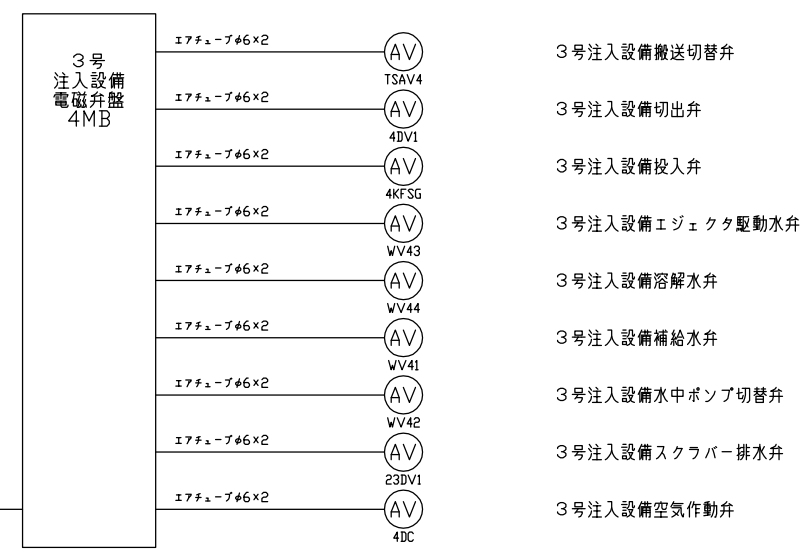 3号
注入設備
電磁弁盤
4MB
エアチューブφ6×2
AV
TSAV4
3号注入設備搬送切替弁
エアチューブφ6×2
AV
4DV1
3号注入設備切出弁
エアチューブφ6×2
AV
4KFSG
3号注入設備投入弁
エアチューブφ6×2
AV
WV43
3号注入設備エジェクタ駆動水弁
エアチューブφ6×2
AV
WV44
3号注入設備溶解水弁
エアチューブφ6×2
AV
WV41
3号注入設備補給水弁
エアチューブφ6×2
AV
WV42
3号注入設備水中ポンプ切替弁
エアチューブφ6×2
AV
23DV1
3号注入設備スクラバー排水弁
エアチューブφ6×2
AV
4DC
3号注入設備空気作動弁